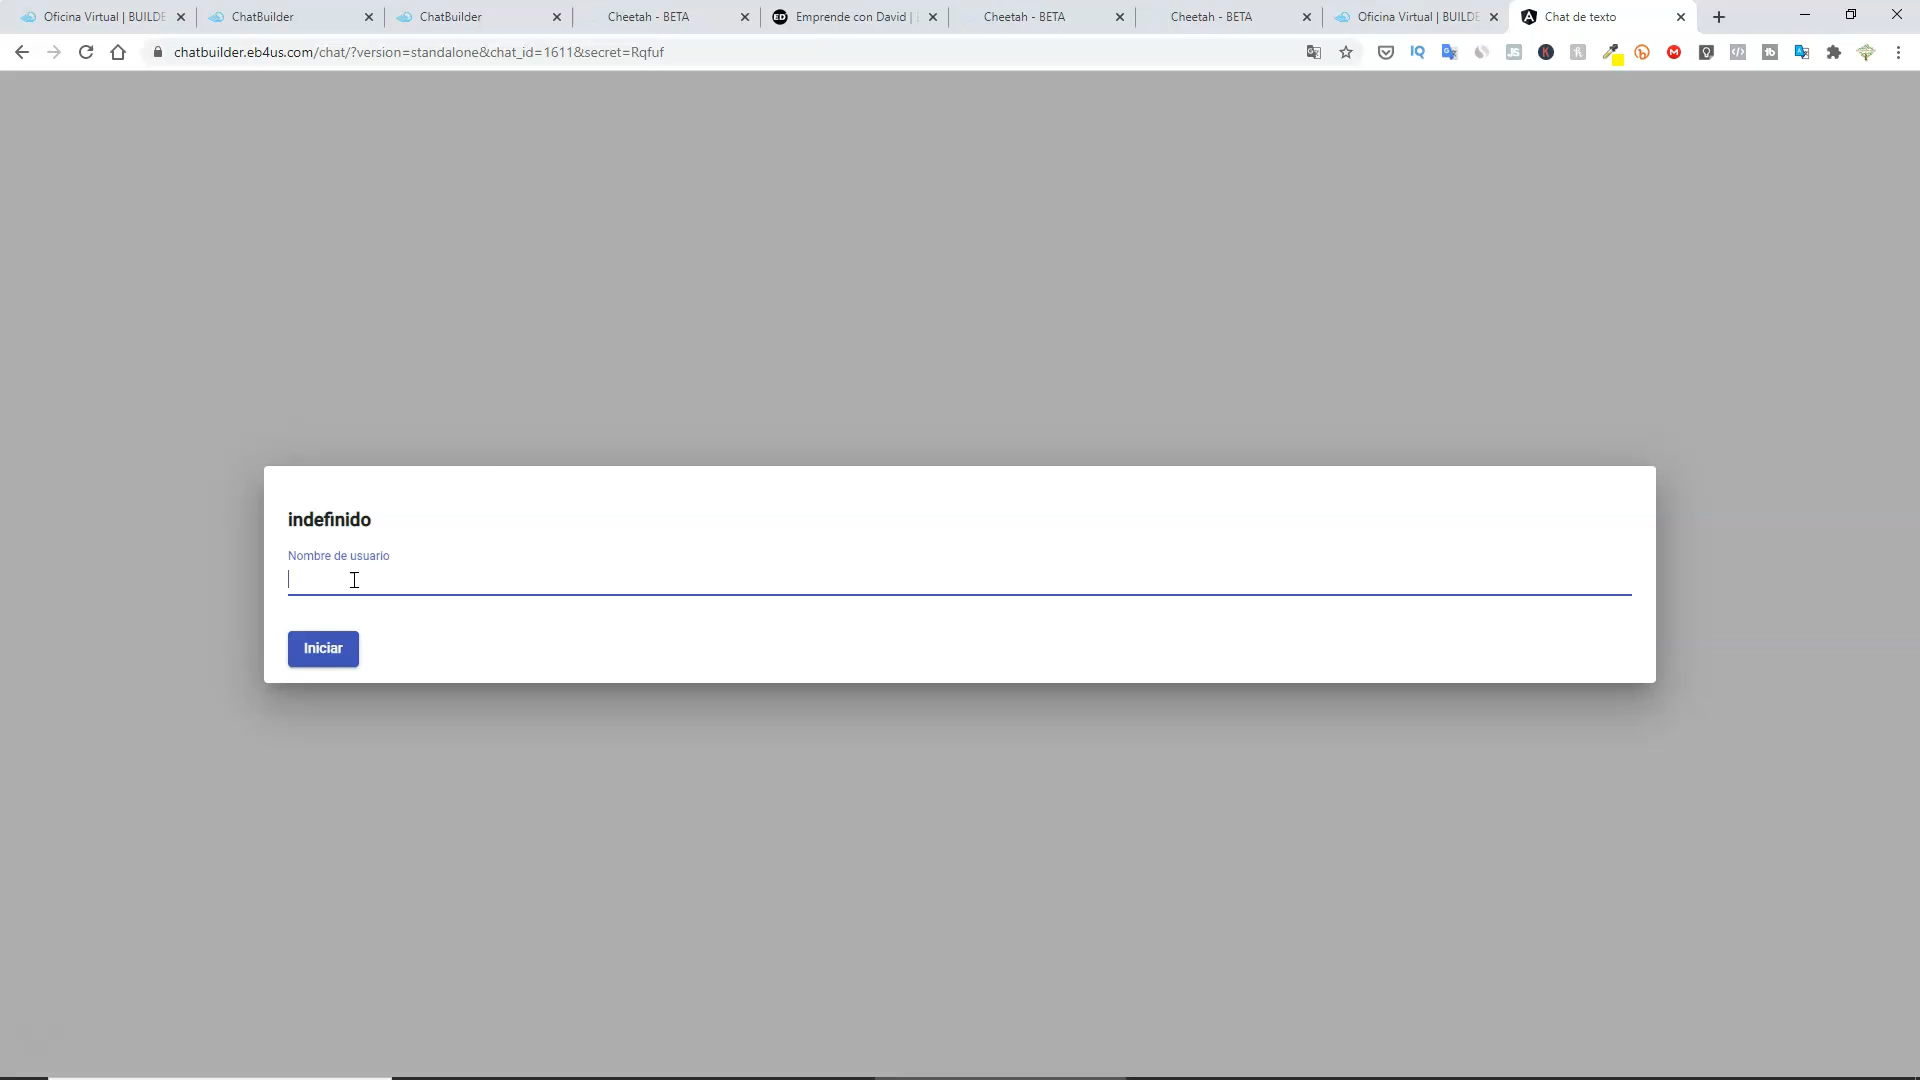 Oficina Virtual | BUILDE
ChatBuilder
ChatBuilder
Cheetah - BETA
Emprende con David |
Cheetah - BETA
Cheetah - BETA
Oficina Virtual | BUILDE
Chat de texto
chatbuilder.eb4us.com/chat/?version=standalone&chat_id=1611&secret=Rqfuf
indefinido
Nombre de usuario
Iniciar